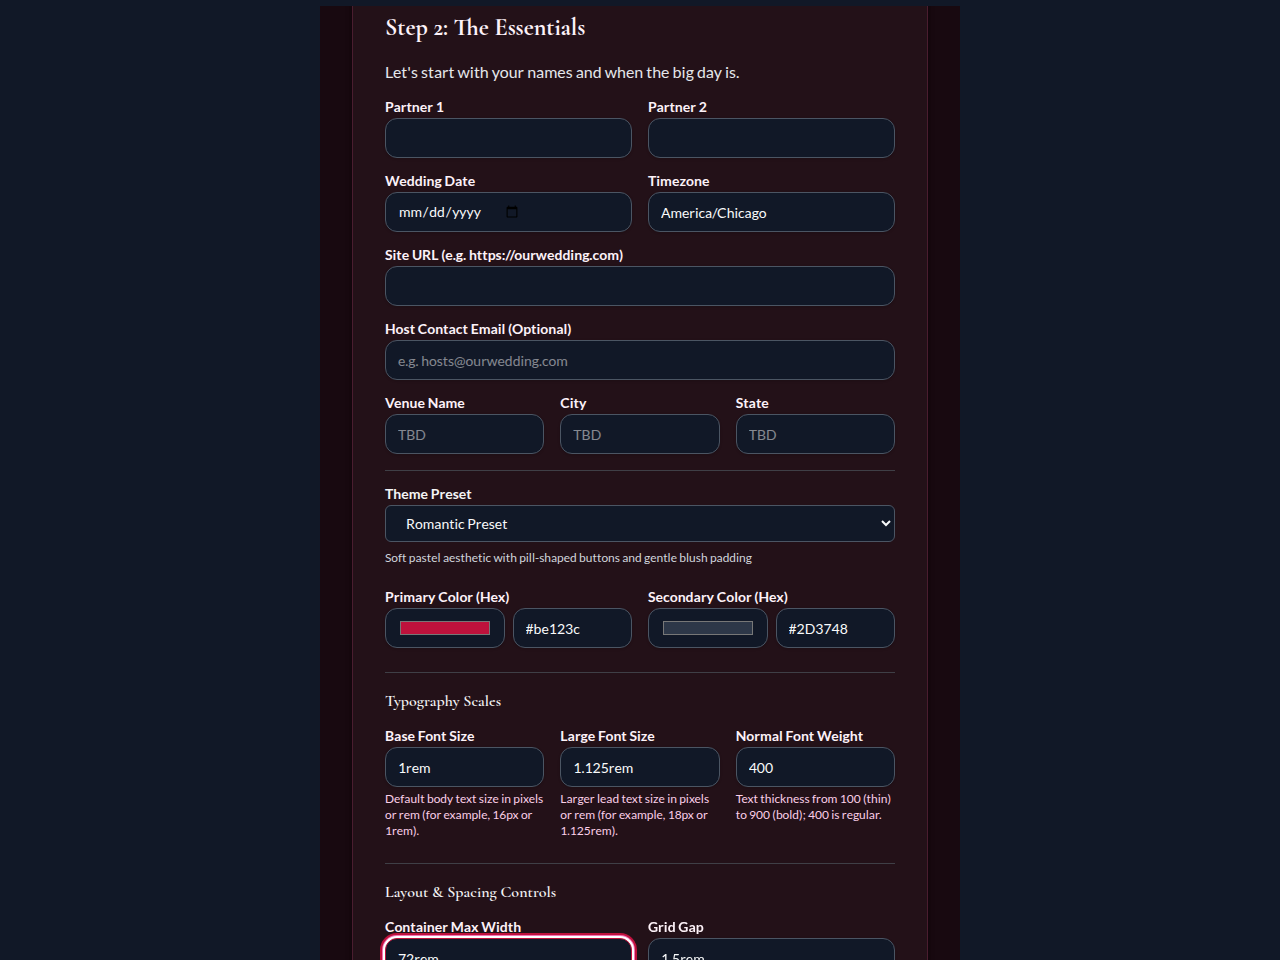 Step 2: The Essentials
Let's start with your names and when the big day is.
Partner 1
Partner 2
Wedding Date
Timezone
mm/dd/yyyy
America/Chicago
Site URL (e.g. https://ourwedding.com)
Host Contact Email (Optional)
e.g. hosts@ourwedding.com
Venue Name
City
State
TBD
TBD
TBD
Theme Preset
Romantic Preset
Soft pastel aesthetic with pill-shaped buttons and gentle blush padding
Primary Color (Hex)
Secondary Color (Hex)
#be123c
#2D3748
Typography Scales
Base Font Size
Large Font Size
Normal Font Weight
1rem
1.125rem
400
Default body text size in pixels
or rem (for example, 16px or
1rem).
Larger lead text size in pixels
or rem (for example, 18px or
1.125rem).
Text thickness from 100 (thin)
to 900 (bold); 400 is regular.
Layout & Spacing Controls
Container Max Width
Grid Gap
72rem
1.5rem